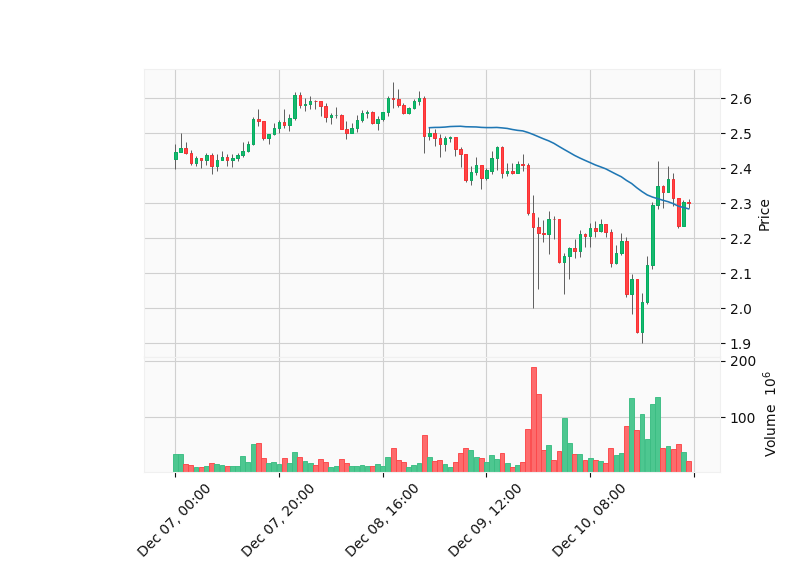 2.6
2.5
2.4
2.3
2.2
2.1
2.0
1.9
Price
200
100
Volume 10^6
Dec 07, 00:00
Dec 07, 20:00
Dec 08, 16:00
Dec 09, 12:00
Dec 10, 08:00